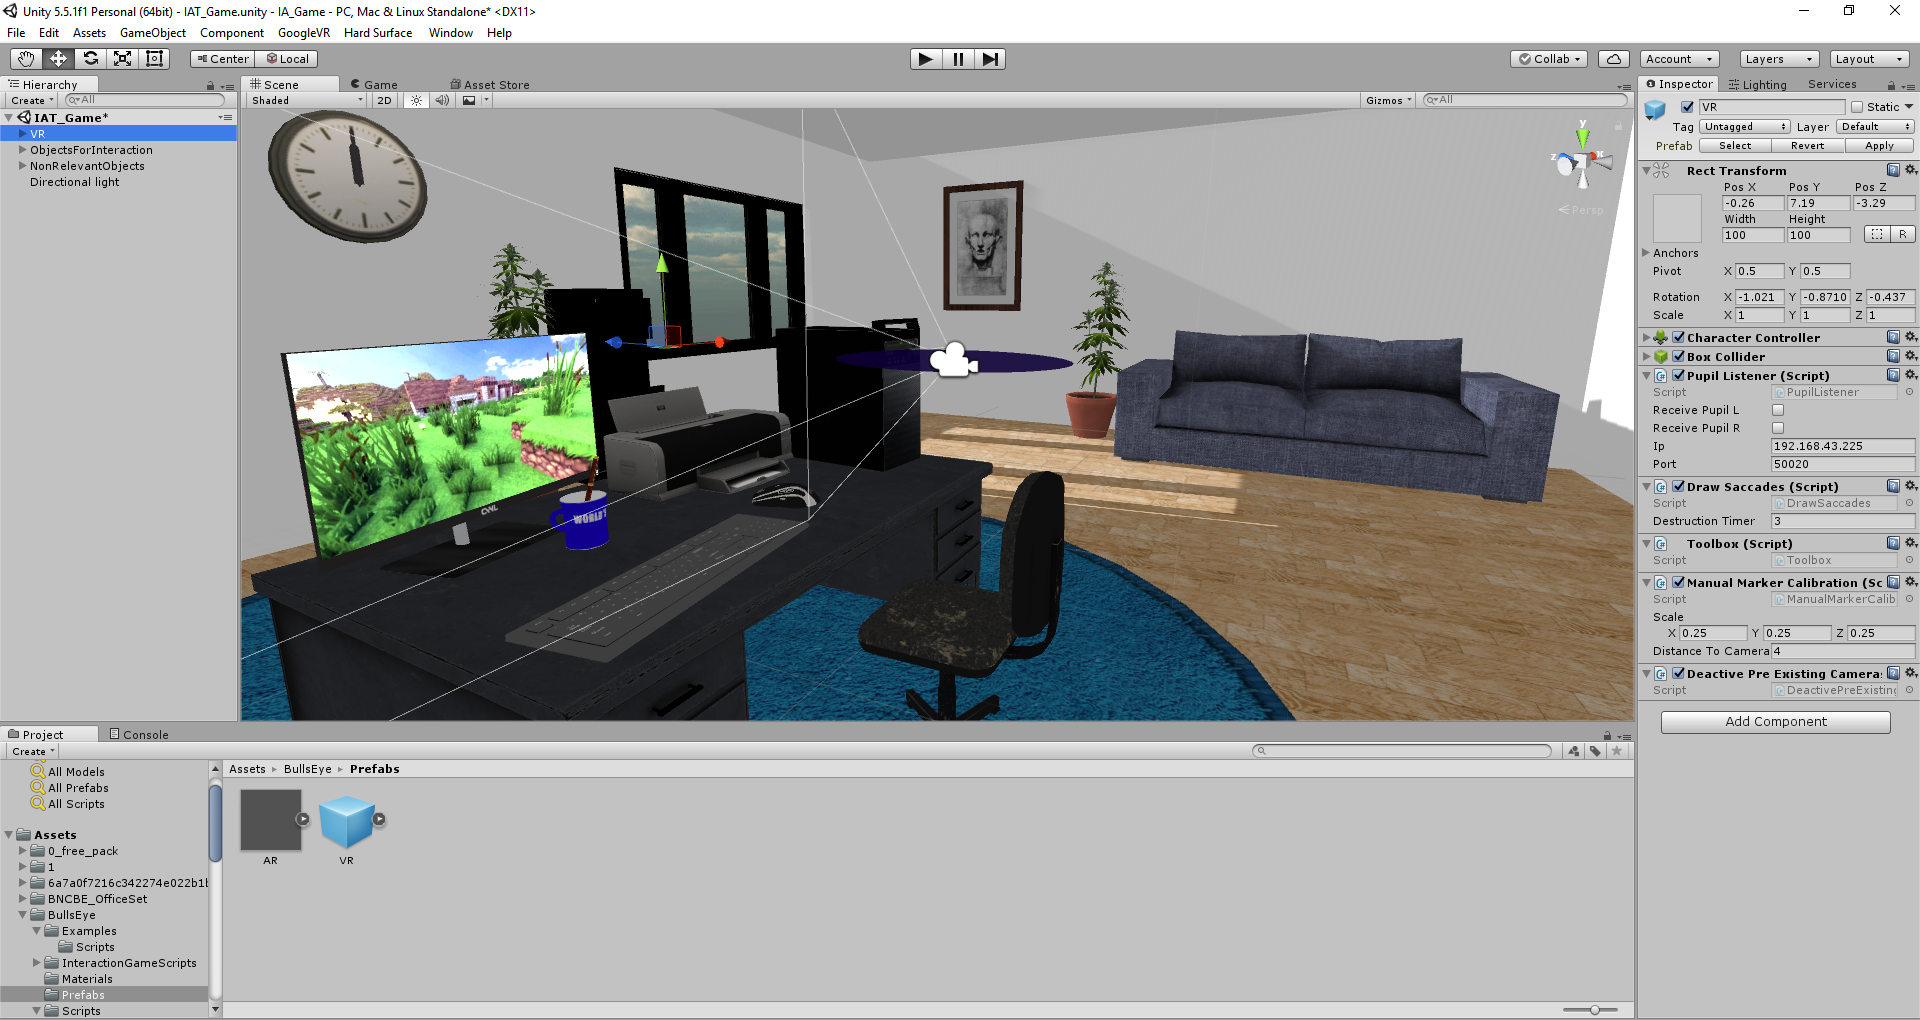 Unity 5.5.1f1 Personal (64bit) - IAT_Game.unity - IA_Game - PC, Mac & Linux Standalone* <DX11>
File Edit Assets GameObject Component GoogleVR Hard Surface Window Help
Center Local Collab Account Layers Layout
Hierarchy
Create All
IAT_Game*
VR
ObjectsForInteraction
NonRelevantObjects
Directional light
Scene Game Asset Store
Shaded 2D Gizmos All
y
x
z
Persp
OWL
WORLD'S
Inspector Lighting Services
VR Static
Tag Untagged Layer Default
Prefab Select Revert Apply
Rect Transform
Pos X Pos Y Pos Z
-0.26 7.19 -3.29
Width Height
100 100 R
Anchors
Pivot X 0.5 Y 0.5
Rotation X -1.021 Y -0.8710 Z -0.437
Scale X 1 Y 1 Z 1
Character Controller
Box Collider
Pupil Listener (Script)
Script PupilListener
Receive Pupil L
Receive Pupil R
Ip 192.168.43.225
Port 50020
Draw Saccades (Script)
Script DrawSaccades
Destruction Timer 3
Toolbox (Script)
Script Toolbox
Manual Marker Calibration (Sc
Script ManualMarkerCalib
Scale
X 0.25 Y 0.25 Z 0.25
Distance To Camera 4
Deactive Pre Existing Camera
Script DeactivePreExisting
Add Component
Project Console
Create
All Models
All Prefabs
All Scripts
Assets
0_free_pack
1
6a7a0f7216c342274e022b1b
BNCBE_OfficeSet
BullsEye
Examples
Scripts
InteractionGameScripts
Materials
Prefabs
Scripts
Assets BullsEye Prefabs
AR VR